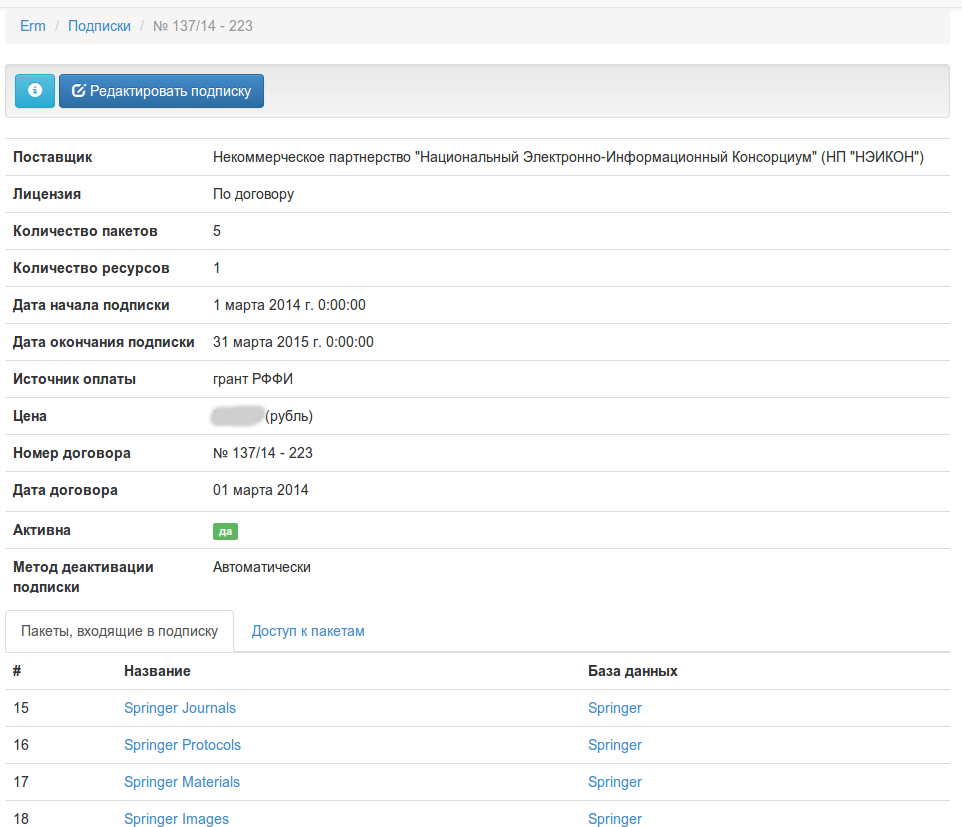 Erm / Подписки / № 137/14 - 223
Редактировать подписку
Поставщик Некоммерческое партнерство "Национальный Электронно-Информационный Консорциум" (НП "НЭИКОН")
Лицензия По договору
Количество пакетов 5
Количество ресурсов 1
Дата начала подписки 1 марта 2014 г. 0:00:00
Дата окончания подписки 31 марта 2015 г. 0:00:00
Источник оплаты грант РФФИ
Цена (рубль)
Номер договора № 137/14 - 223
Дата договора 01 марта 2014
Активна да
Метод деактивации Автоматически
подписки
Пакеты, входящие в подписку Доступ к пакетам
# Название База данных
15 Springer Journals Springer
16 Springer Protocols Springer
17 Springer Materials Springer
18 Springer Images Springer